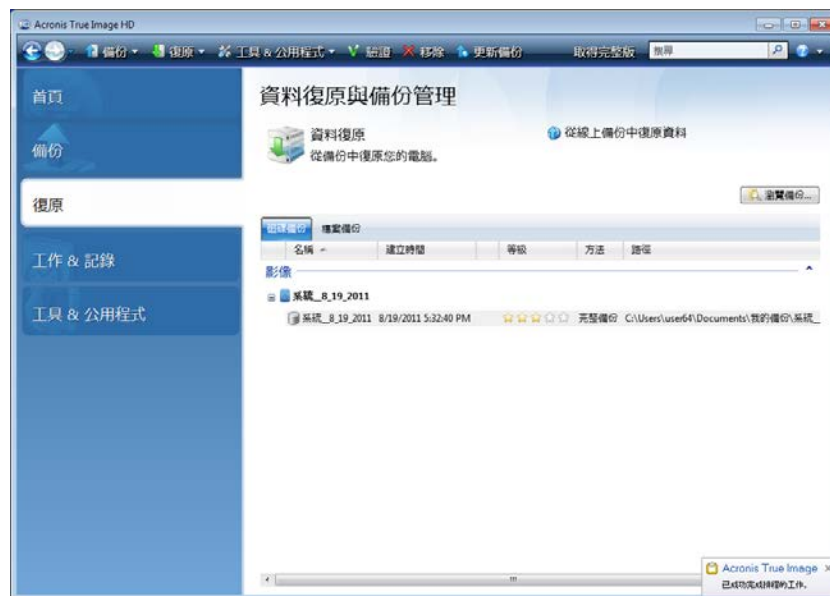 Acronis True Image HD
備份 復原 工具 & 公用程式 驗證 移除 更新備份 取得完整版 搜尋
首頁
備份
復原
工作 & 記錄
工具 & 公用程式
資料復原與備份管理
資料復原
從備份中復原您的電腦。
從線上備份中復原資料
瀏覽備份...
磁碟備份 檔案備份
名稱 建立時間 等級 方法 路徑
影像
系統_8_19_2011
系統_8_19_2011 8/19/2011 5:32:40 PM 完整備份 C:\Users\user64\Documents\我的備份\系統_
Acronis True Image
已成功完成排程的工作。